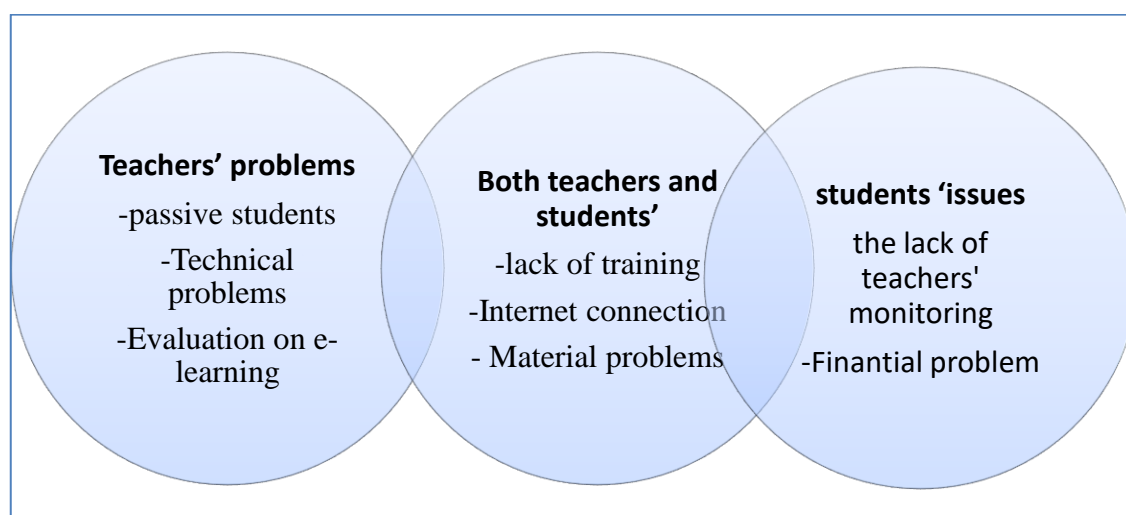 Teachers’ problems
-passive students
-Technical
problems
-Evaluation on e-
learning
Both teachers and
students’
-lack of training
-Internet connection
- Material problems
students ‘issues
the lack of
teachers'
monitoring
-Finantial problem